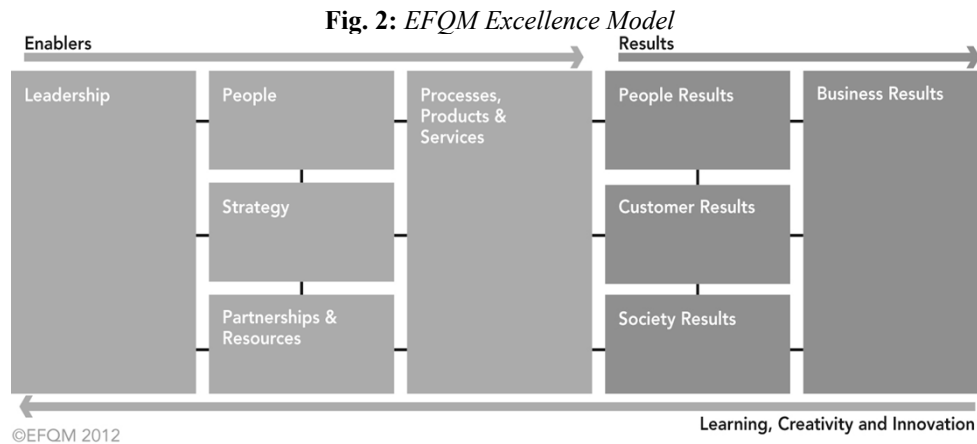 Fig. 2: EFQM Excellence Model
Enablers
Results
Leadership
People
Processes,
Products &
Services
People Results
Business Results
Strategy
Customer Results
Partnerships &
Resources
Society Results
Learning, Creativity and Innovation
©EFQM 2012